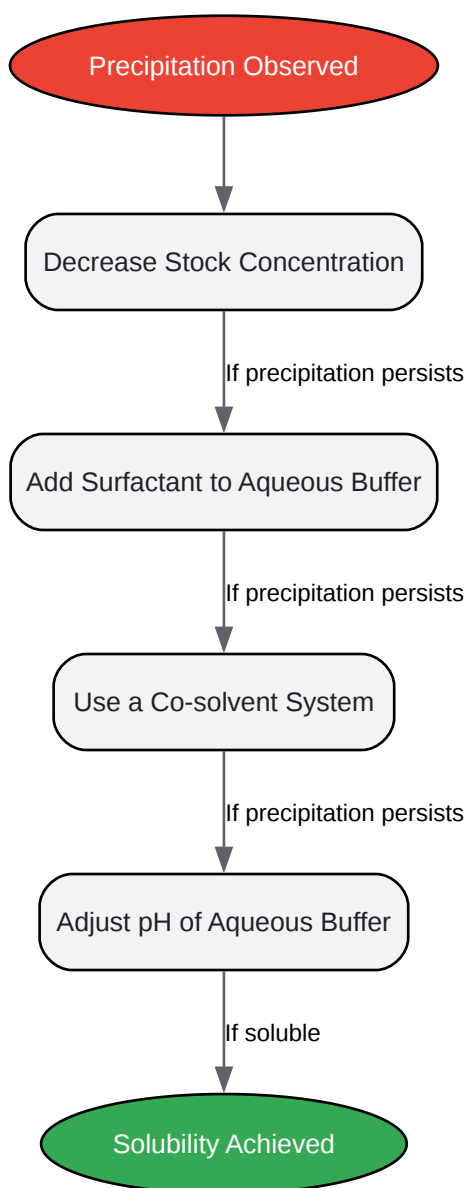 Precipitation Observed
Decrease Stock Concentration
If precipitation persists
Add Surfactant to Aqueous Buffer
If precipitation persists
Use a Co-solvent System
If precipitation persists
Adjust pH of Aqueous Buffer
If soluble
Solubility Achieved